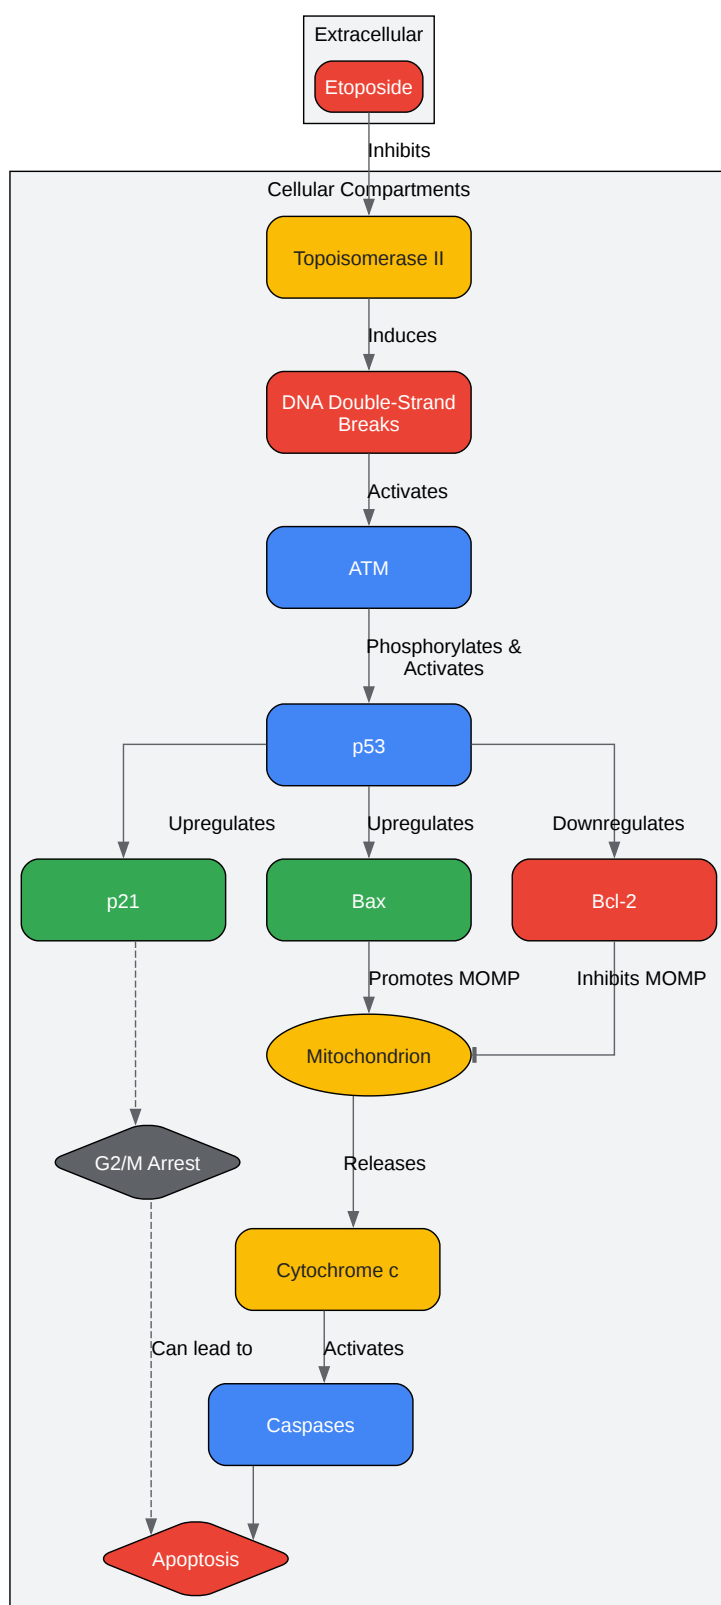 Extracellular
Etoposide
Inhibits
Cellular Compartments
Topoisomerase II
Induces
DNA Double-Strand
Breaks
Activates
ATM
Phosphorylates &
Activates
p53
Upregulates
Upregulates
Downregulates
p21
Bax
Bcl-2
Promotes MOMP
Inhibits MOMP
Mitochondrion
G2/M Arrest
Releases
Cytochrome c
Can lead to
Activates
Caspases
Apoptosis